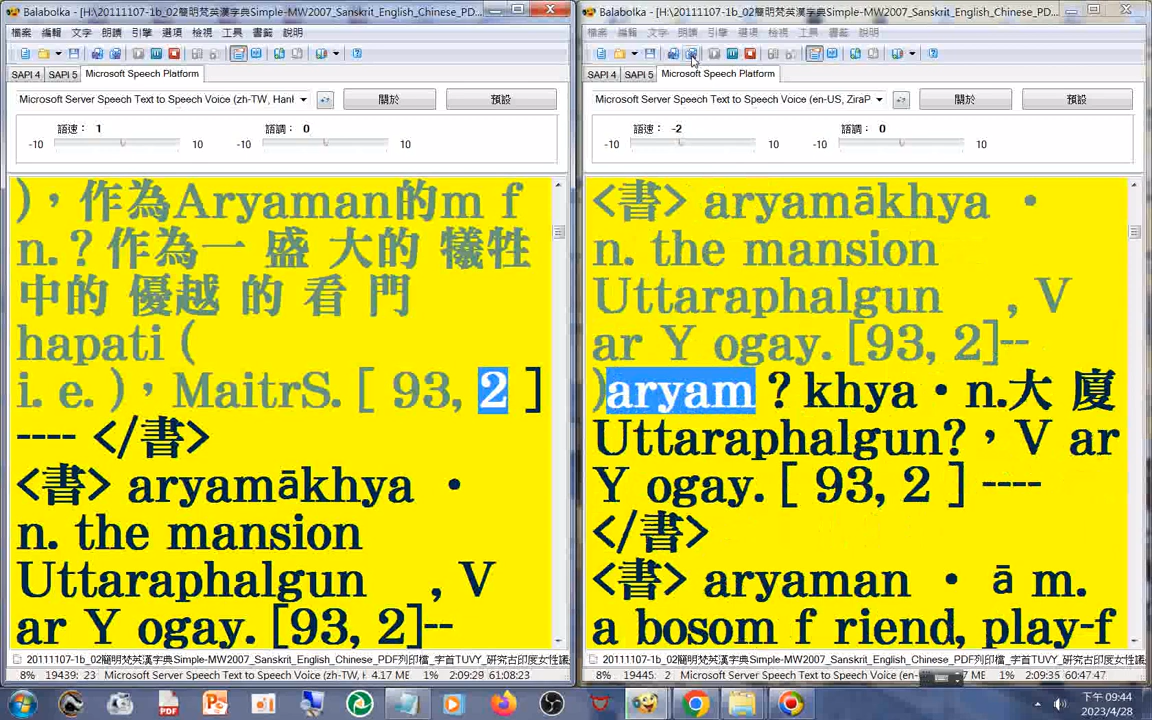 Balabolka - [H:\20111107-1b_02簡明梵英漢字典Simple-MW2007_Sanskrit_English_Chinese_PD...
檔案 編輯 文字 朗讀 引擎 選項 檢視 工具 書籤 說明
SAPI 4 SAPI 5 Microsoft Speech Platform
Microsoft Server Speech Text to Speech Voice (zh-TW, Hanl
關於
預設
語速： 1
語調： 0
-10 10 -10 10
)，作為Aryaman的m f
n.？作為一 盛 大的 犧牲
中的 優越 的 看 門
hapati (
i. e. )，MaitrS. [ 93, 2 ]
---- </書>
<書> aryamākhya •
n. the mansion
Uttaraphalgun , V
ar Y ogay. [93, 2]--
20111107-1b_02簡明梵英漢字典Simple-MW2007_Sanskrit_English_Chinese_PDF列印檔_字首TUVY_研究古印度女性議
8% 19439: 23 Microsoft Server Speech Text to Speech Voice (zh-TW, 4.17 ME 1% 2:09:29 61:08:23
Balabolka - [H:\20111107-1b_02簡明梵英漢字典Simple-MW2007_Sanskrit_English_Chinese_PDF...
檔案 編輯 文字 朗讀 引擎 選項 檢視 工具 書籤 說明
SAPI 4 SAPI 5 Microsoft Speech Platform
Microsoft Server Speech Text to Speech Voice (en-US, ZiraP
關於
預設
語速： -2
語調： 0
-10 10 -10 10
<書> aryamākhya •
n. the mansion
Uttaraphalgun , V
ar Y ogay. [93, 2]--
)aryam？khya • n.大 廈
Uttaraphalgun?，V ar
Y ogay. [ 93, 2 ] ----
</書>
<書> aryaman • ā m.
a bosom f riend, play-f
20111107-1b_02簡明梵英漢字典Simple-MW2007_Sanskrit_English_Chinese_PDF列印檔_字首TUVY_研究古印度女性議
8% 19445: 2 Microsoft Server Speech Text to Speech Voice (en-US, 1% 2:09:35 60:47:47
下午 09:44
2023/4/28